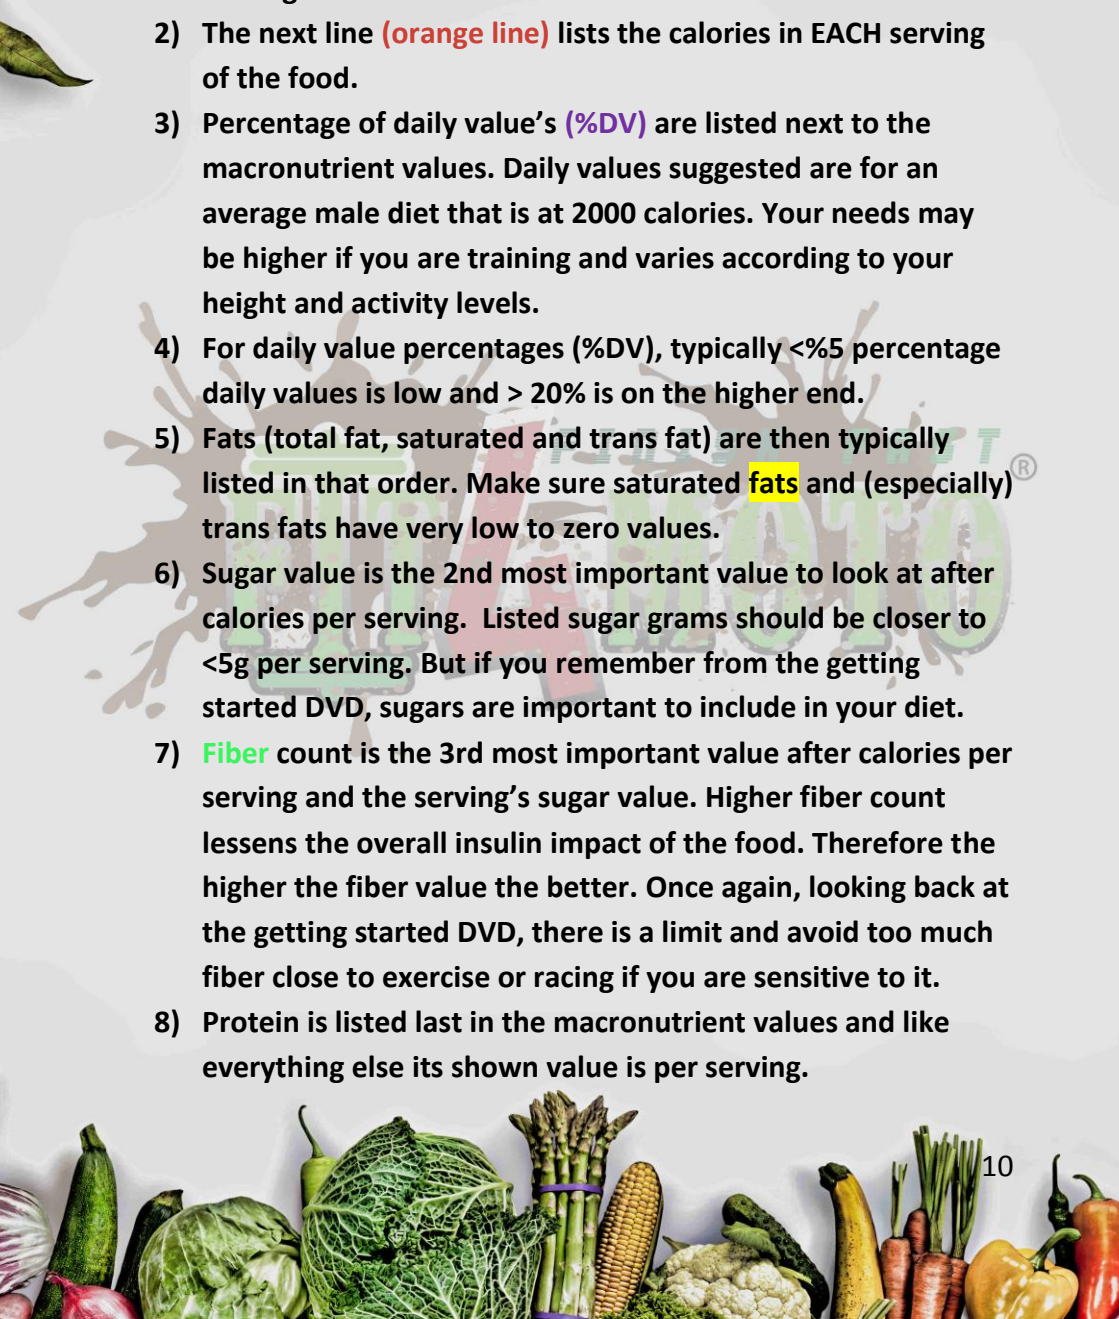 2) The next line (orange line) lists the calories in EACH serving
of the food.
3) Percentage of daily value's (%DV) are listed next to the
macronutrient values. Daily values suggested are for an
average male diet that is at 2000 calories. Your needs may
be higher if you are training and varies according to your
height and activity levels.
4) For daily value percentages (%DV), typically <%5 percentage
daily values is low and > 20% is on the higher end.
5) Fats (total fat, saturated and trans fat) are then typically
listed in that order. Make sure saturated fats and (especially)
trans fats have very low to zero values.
6) Sugar value is the 2nd most important value to look at after
calories per serving.  Listed sugar grams should be closer to
<5g per serving. But if you remember from the getting
started DVD, sugars are important to include in your diet.
7) Fiber count is the 3rd most important value after calories per
serving and the serving's sugar value. Higher fiber count
lessens the overall insulin impact of the food. Therefore the
higher the fiber value the better. Once again, looking back at
the getting started DVD, there is a limit and avoid too much
fiber close to exercise or racing if you are sensitive to it.
8) Protein is listed last in the macronutrient values and like
everything else its shown value is per serving.
FIT4MOTO
®
10